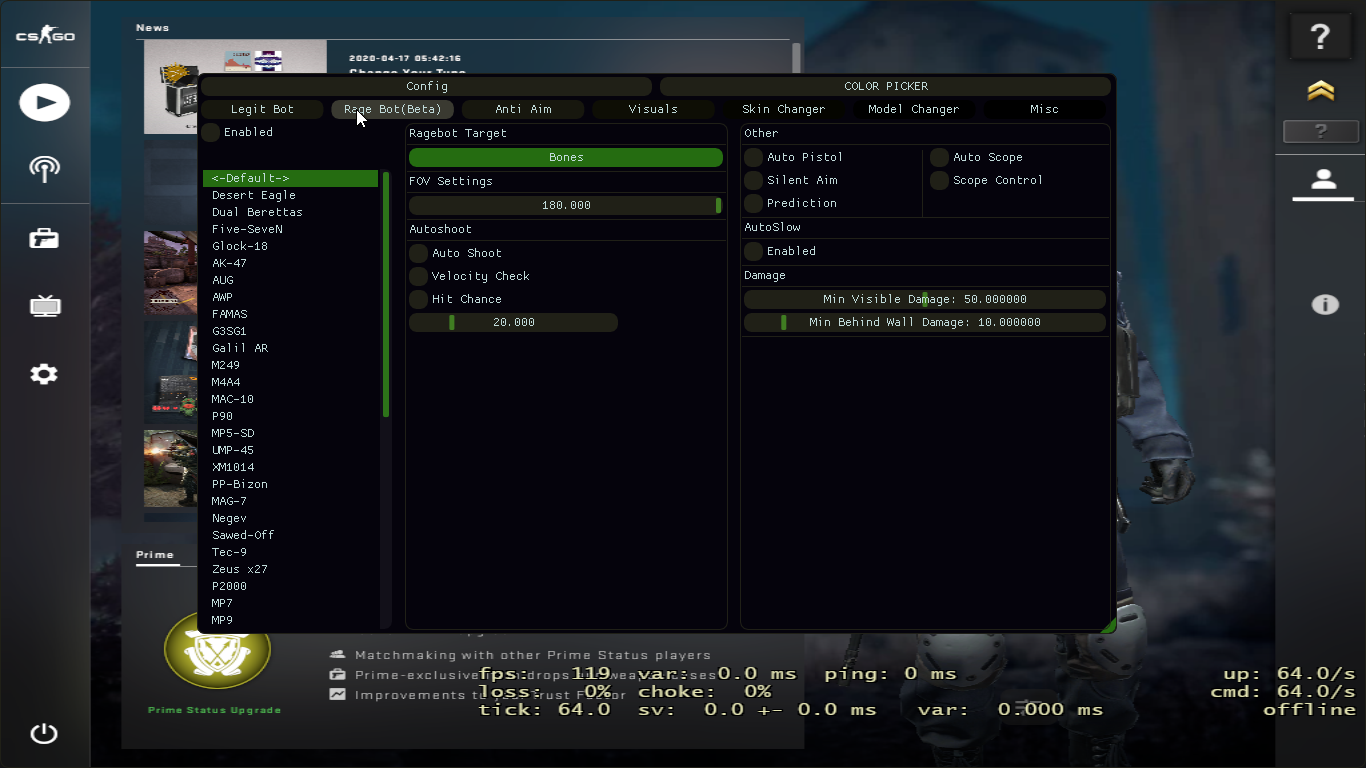 CS GO
News
2020-04-17 05:42:16
Config
COLOR PICKER
Legit Bot
Rage Bot(Beta)
Anti Aim
Visuals
Skin Changer
Model Changer
Misc
Enabled
<-Default->
Desert Eagle
Dual Berettas
Five-SeveN
Glock-18
AK-47
AUG
AWP
FAMAS
G3SG1
Galil AR
M249
M4A4
MAC-10
P90
MP5-SD
UMP-45
XM1014
PP-Bizon
MAG-7
Negev
Sawed-Off
Tec-9
Zeus x27
P2000
MP7
MP9
Ragebot Target
Bones
FOV Settings
180.000
Autoshoot
Auto Shoot
Velocity Check
Hit Chance
20.000
Other
Auto Pistol
Silent Aim
Prediction
Auto Scope
Scope Control
AutoSlow
Enabled
Damage
Min Visible Damage: 50.000000
Min Behind Wall Damage: 10.000000
?
?
Prime
Prime Status Upgrade
Matchmaking with other Prime Status players
Prime-exclusive
Improvements to
fps: 119 var: 0.0 ms ping: 0 ms
loss: 0% choke: 0%
tick: 64.0 sv: 0.0 +- 0.0 ms var: 0.000 ms
up: 64.0/s
cmd: 64.0/s
offline